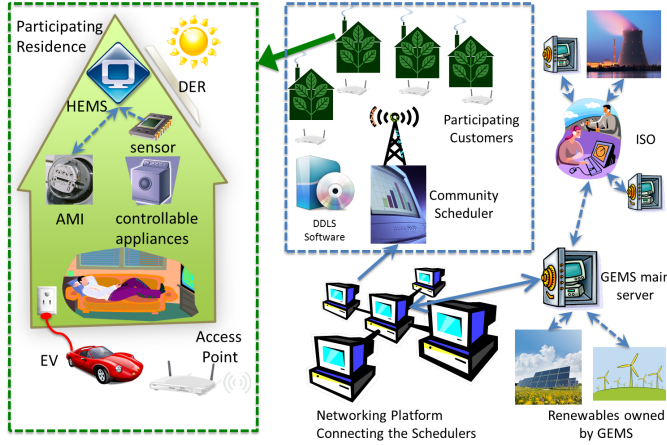 Participating
Residence
DER
HEMS
sensor
AMI
controllable
appliances
EV
Access
Point
Participating
Customers
DDLS
Software
Community
Scheduler
Networking Platform
Connecting the Schedulers
ISO
GEMS main
server
Renewables owned
by GEMS